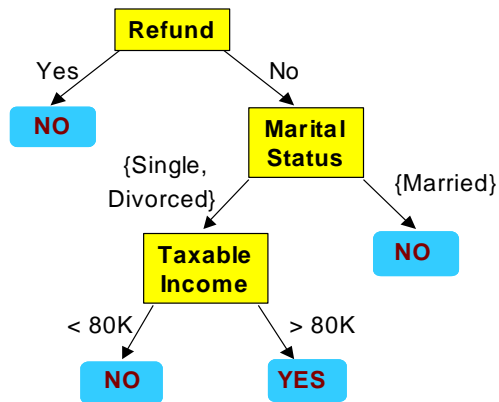 Refund
Yes
No
NO
Marital
Status
{Single,
Divorced}
{Married}
Taxable
Income
NO
< 80K
> 80K
NO
YES